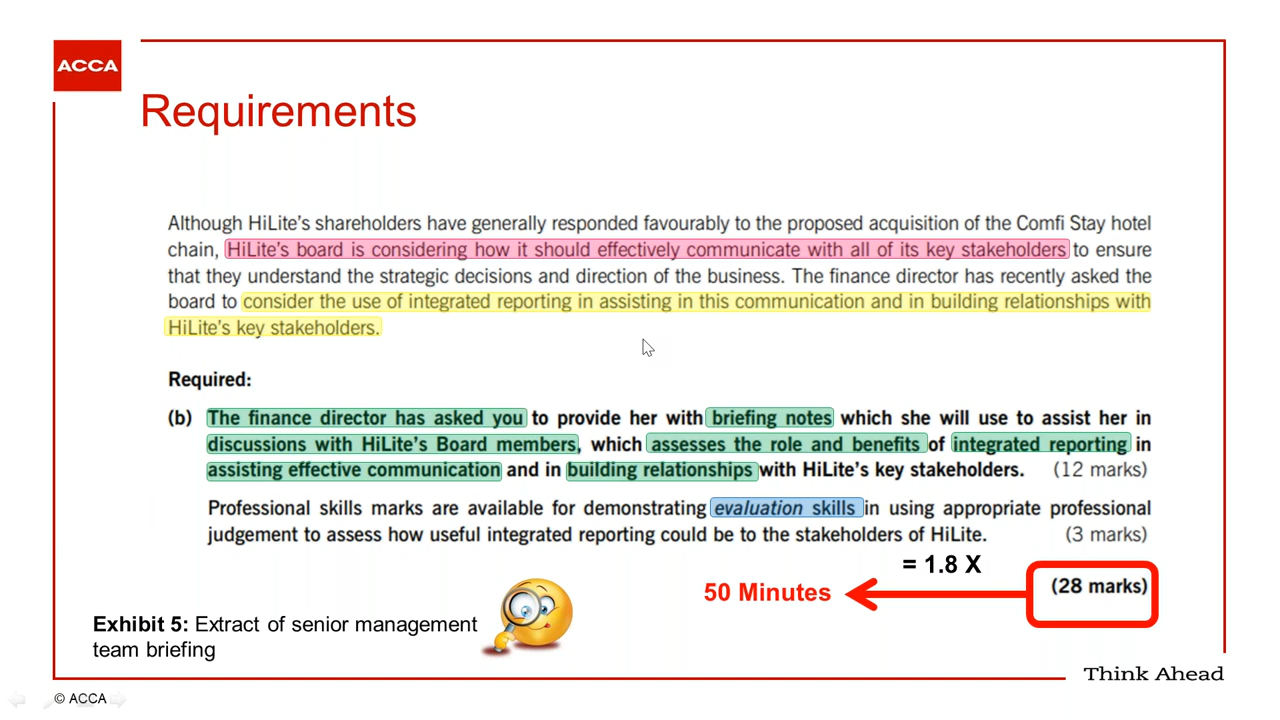 ACCA
Requirements
Although HiLite's shareholders have generally responded favourably to the proposed acquisition of the Comfi Stay hotel
chain, HiLite's board is considering how it should effectively communicate with all of its key stakeholders to ensure
that they understand the strategic decisions and direction of the business. The finance director has recently asked the
board to consider the use of integrated reporting in assisting in this communication and in building relationships with
HiLite's key stakeholders.
Required:
(b) The finance director has asked you to provide her with briefing notes which she will use to assist her in
discussions with HiLite's Board members, which assesses the role and benefits of integrated reporting in
assisting effective communication and in building relationships with HiLite's key stakeholders. (12 marks)
Professional skills marks are available for demonstrating evaluation skills in using appropriate professional
judgement to assess how useful integrated reporting could be to the stakeholders of HiLite. (3 marks)
= 1.8 X
50 Minutes (28 marks)
Exhibit 5: Extract of senior management
team briefing
Think Ahead
© ACCA